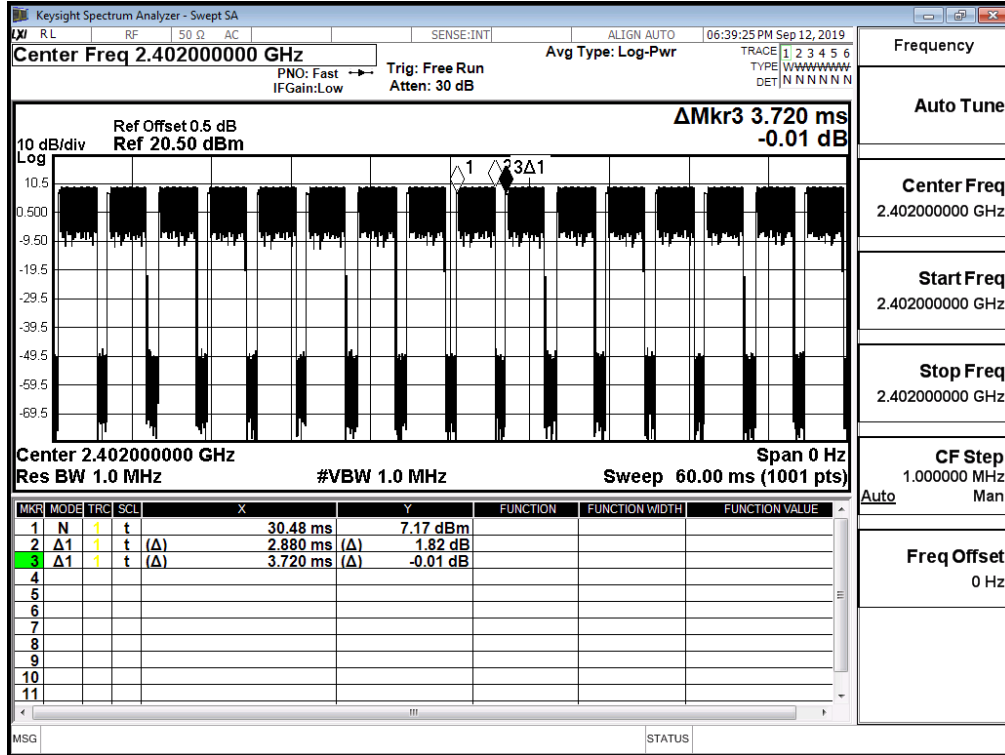 Keysight Spectrum Analyzer - Swept SA
LXI RL RF 50 Ω AC SENSE:INT ALIGN AUTO 06:39:25 PM Sep 12, 2019
Center Freq 2.402000000 GHz
Avg Type: Log-Pwr
TRACE 1 2 3 4 5 6
TYPE WWWWWW
DET N N N N N N
PNO: Fast
IFGain:Low
Trig: Free Run
Atten: 30 dB
ΔMkr3 3.720 ms
-0.01 dB
Ref Offset 0.5 dB
10 dB/div Ref 20.50 dBm
Log
1 3Δ1
10.5
0.500
-9.50
-19.5
-29.5
-39.5
-49.5
-59.5
-69.5
Center 2.402000000 GHz Span 0 Hz
Res BW 1.0 MHz #VBW 1.0 MHz Sweep 60.00 ms (1001 pts)
MKR MODE TRC SCL X Y FUNCTION FUNCTION WIDTH FUNCTION VALUE
1 N 1 t 30.48 ms 7.17 dBm
2 Δ1 1 t (Δ) 2.880 ms (Δ) 1.82 dB
3 Δ1 1 t (Δ) 3.720 ms (Δ) -0.01 dB
4
5
6
7
8
9
10
11
MSG STATUS
Frequency
Auto Tune
Center Freq
2.402000000 GHz
Start Freq
2.402000000 GHz
Stop Freq
2.402000000 GHz
CF Step
1.000000 MHz
Auto Man
Freq Offset
0 Hz